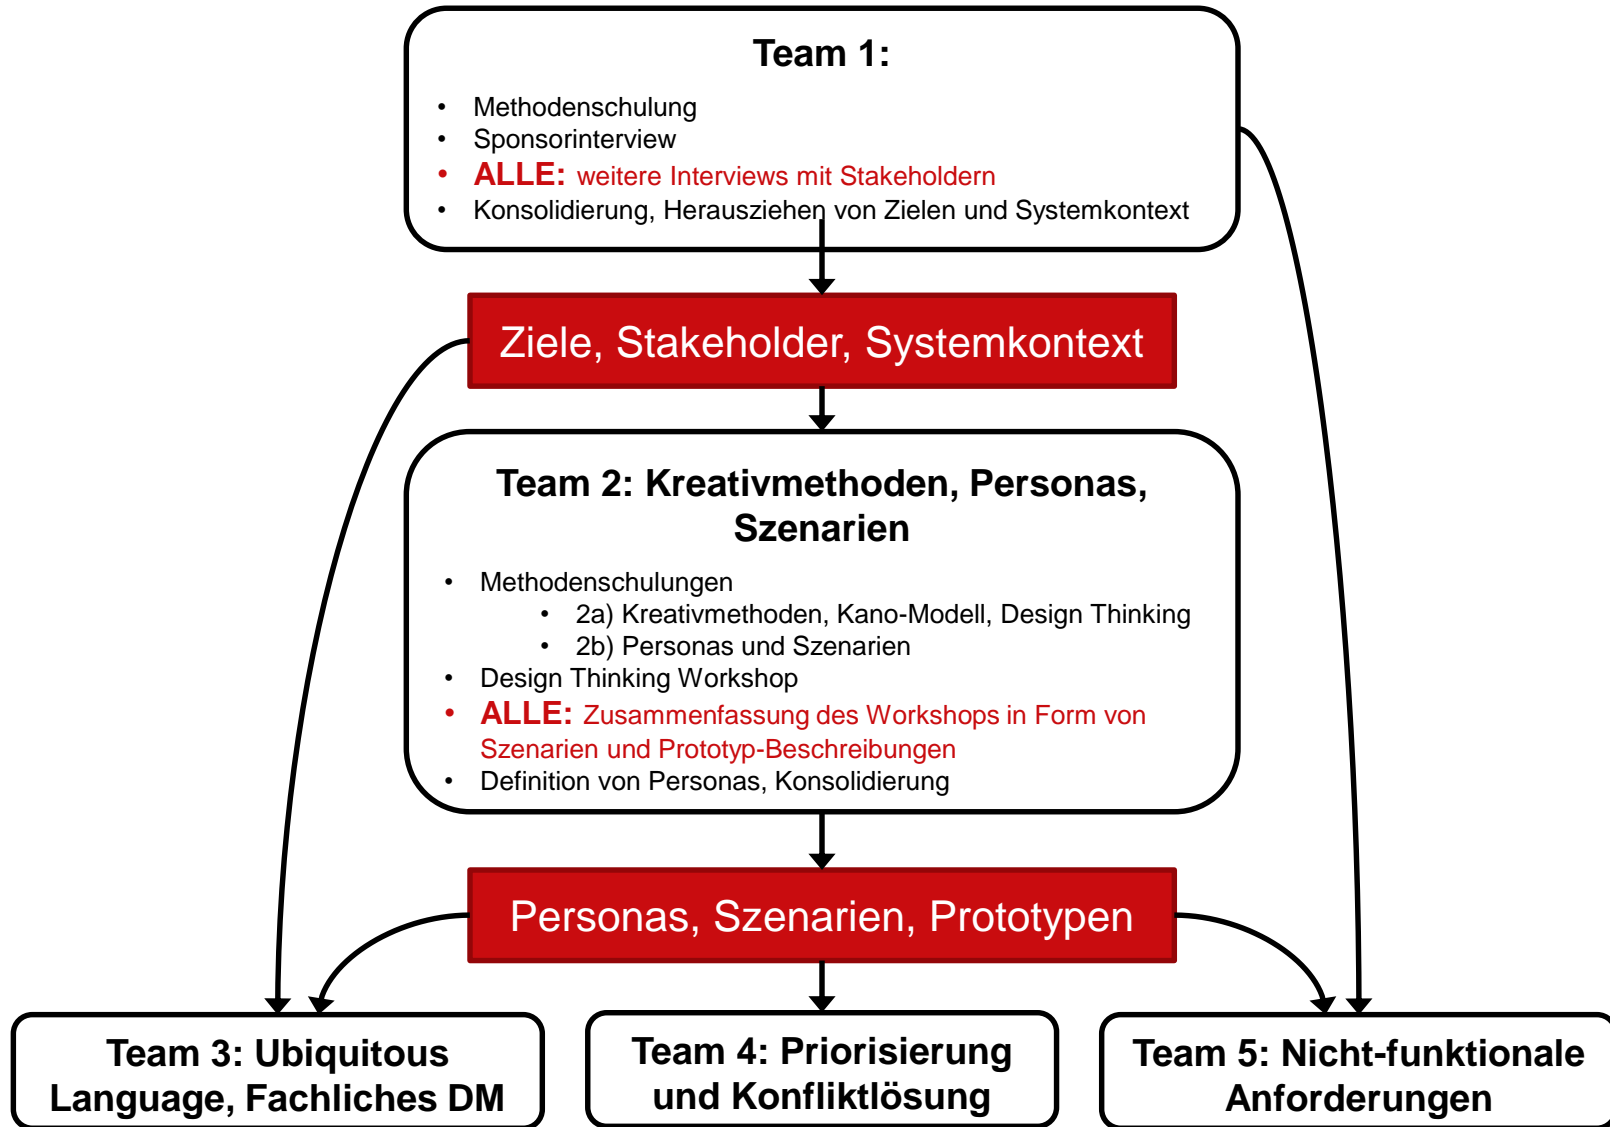 Team 1:
• Methodenschulung
• Sponsorinterview
• ALLE: weitere Interviews mit Stakeholdern
• Konsolidierung, Herausziehen von Zielen und Systemkontext
Ziele, Stakeholder, Systemkontext
Team 2: Kreativmethoden, Personas,
Szenarien
• Methodenschulungen
• 2a) Kreativmethoden, Kano-Modell, Design Thinking
• 2b) Personas und Szenarien
• Design Thinking Workshop
• ALLE: Zusammenfassung des Workshops in Form von
Szenarien und Prototyp-Beschreibungen
• Definition von Personas, Konsolidierung
Personas, Szenarien, Prototypen
Team 3: Ubiquitous
Language, Fachliches DM
Team 4: Priorisierung
und Konfliktlösung
Team 5: Nicht-funktionale
Anforderungen